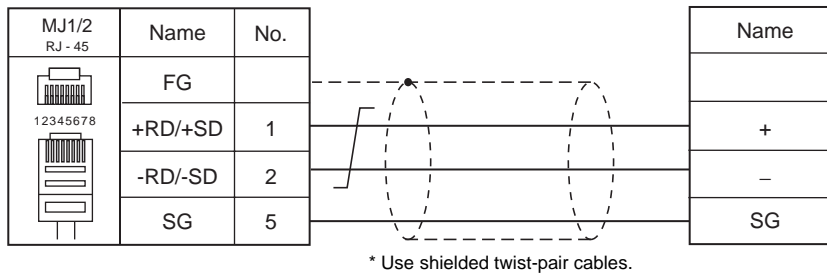 MJ1/2 Name No. Name
RJ - 45
FG
12345678
+RD/+SD 1 +
-RD/-SD 2 −
SG 5 SG
* Use shielded twist-pair cables.